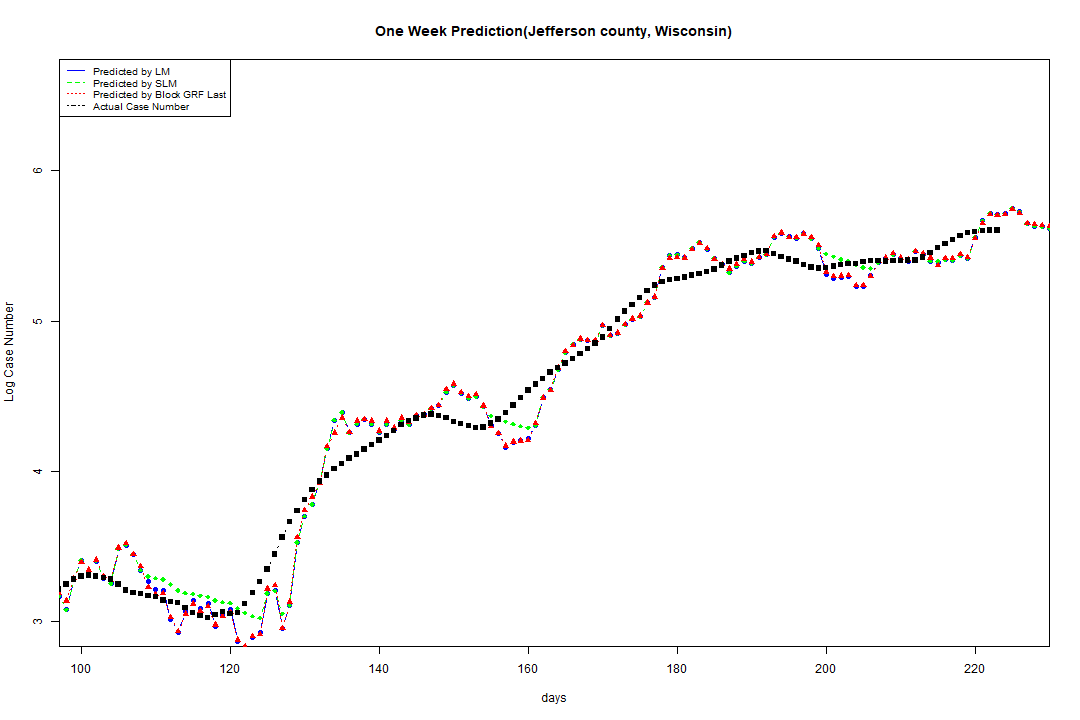 One Week Prediction(Jefferson county, Wisconsin)
Predicted by LM
Predicted by SLM
Predicted by Block GRF Last
Actual Case Number
6
5
4
3
Log Case Number
100 120 140 160 180 200 220
days